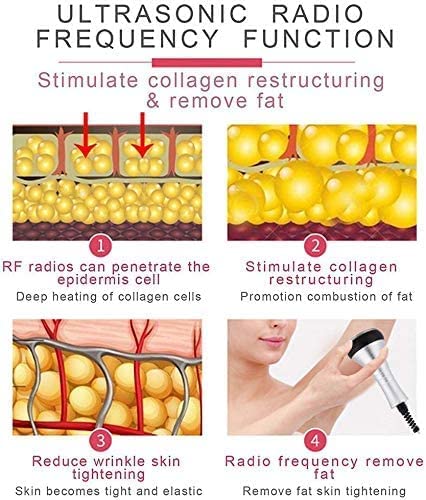 ULTRASONIC RADIO
FREQUENCY FUNCTION
Stimulate collagen restructuring
& remove fat
1
RF radios can penetrate the
epidermis cell
Deep heating of collagen cells
2
Stimulate collagen
restructuring
Promotion combustion of fat
3
Reduce wrinkle skin
tightening
Skin becomes tight and elastic
4
Radio frequency remove
fat
Remove fat skin tightening